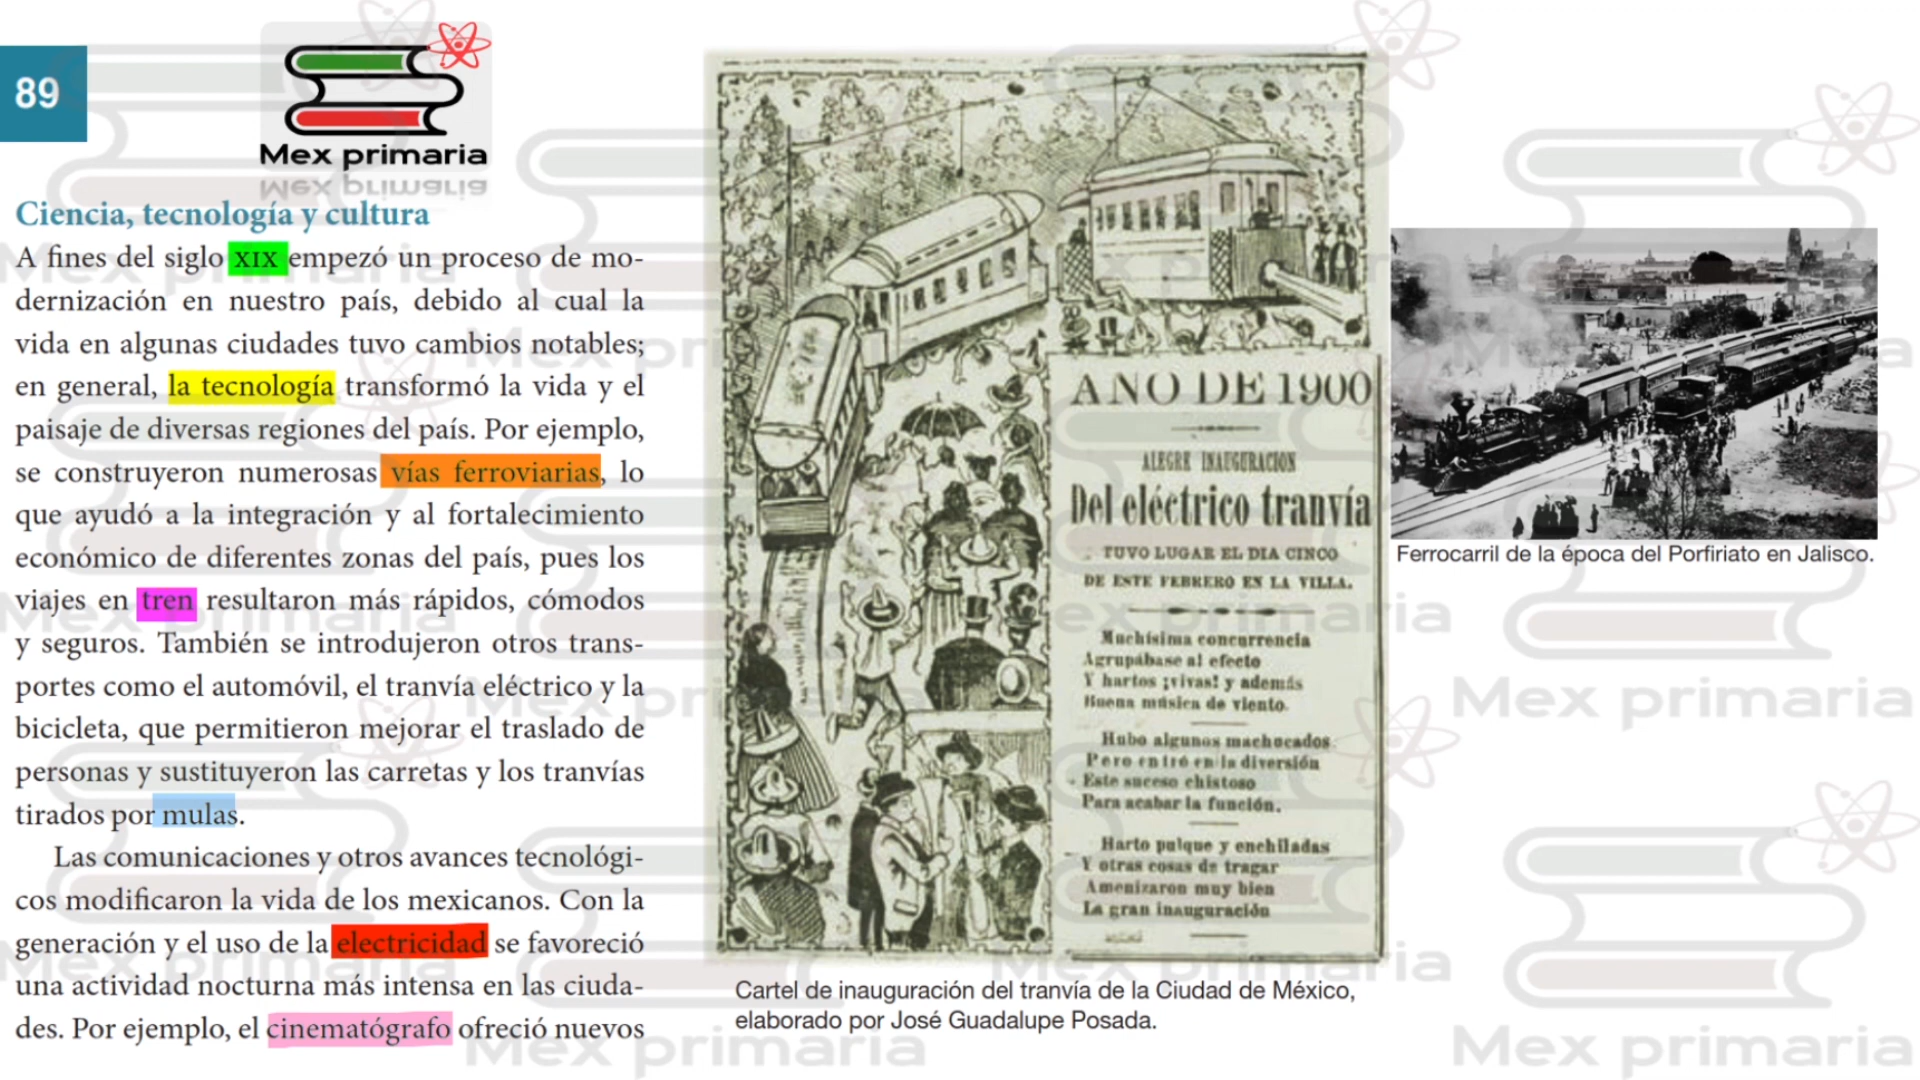 89
Mex primaria
Ciencia, tecnología y cultura
A fines del siglo XIX empezó un proceso de mo-
dernización en nuestro país, debido al cual la
vida en algunas ciudades tuvo cambios notables;
en general, la tecnología transformó la vida y el
paisaje de diversas regiones del país. Por ejemplo,
se construyeron numerosas vías ferroviarias, lo
que ayudó a la integración y al fortalecimiento
económico de diferentes zonas del país, pues los
viajes en tren resultaron más rápidos, cómodos
y seguros. También se introdujeron otros trans-
portes como el automóvil, el tranvía eléctrico y la
bicicleta, que permitieron mejorar el traslado de
personas y sustituyeron las carretas y los tranvías
tirados por mulas.
Las comunicaciones y otros avances tecnológi-
cos modificaron la vida de los mexicanos. Con la
generación y el uso de la electricidad se favoreció
una actividad nocturna más intensa en las ciuda-
des. Por ejemplo, el cinematógrafo ofreció nuevos
AÑO DE 1900
ALEGRE INAUGURACION
Del eléctrico tranvía
TUVO LUGAR EL DIA CINCO
DE ESTE FEBRERO EN LA VILLA.
Muchísima concurrencia
Agrupábase al efecto
Y hartos ¡vivas! y además
Buena música de viento.
Hubo algunos machucados
Pero entró en la diversión
Este suceso chistoso
Para acabar la función.
Harto pulque y enchiladas
Y otras cosas de tragar
Amenizaron muy bien
La gran inauguración
Cartel de inauguración del tranvía de la Ciudad de México,
elaborado por José Guadalupe Posada.
Ferrocarril de la época del Porfiriato en Jalisco.